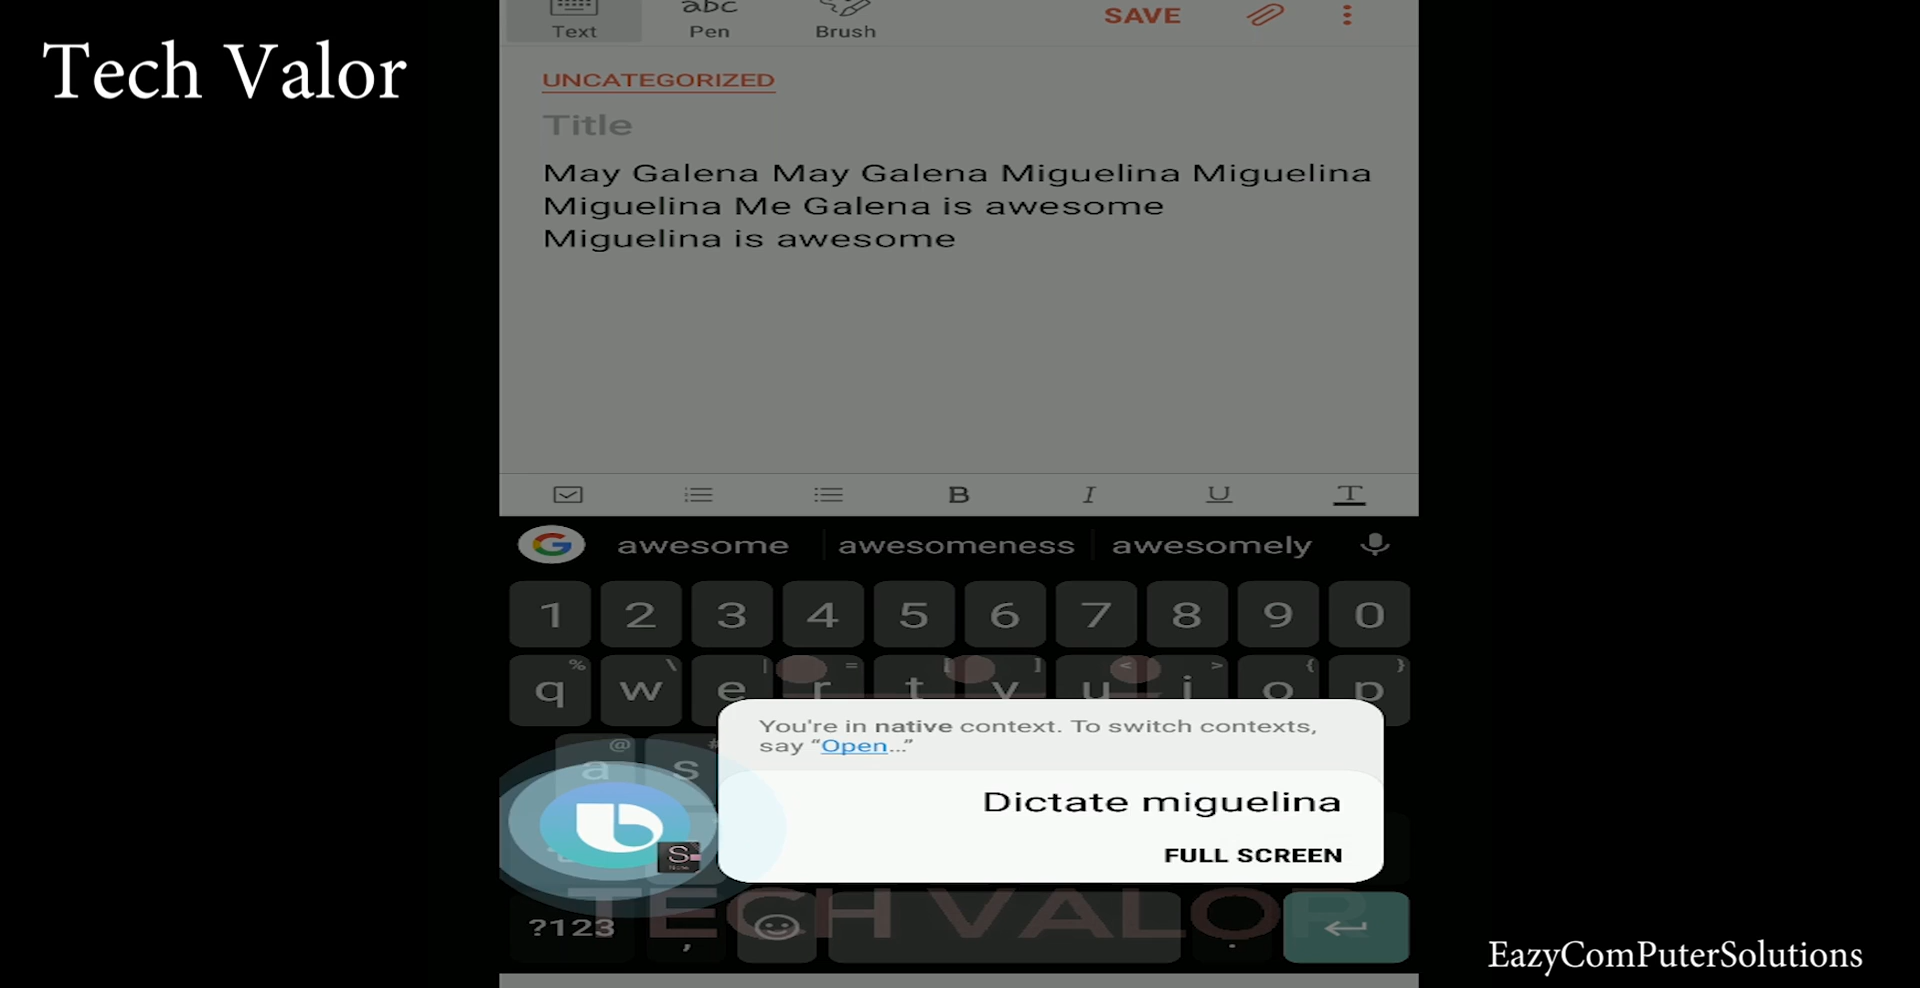 Tech Valor
abc
Text
Pen
Brush
SAVE
UNCATEGORIZED
Title
May Galena May Galena Miguelina Miguelina
Miguelina Me Galena is awesome
Miguelina is awesome
B I U T
G awesome awesomeness awesomely
1 2 3 4 5 6 7 8 9 0
% \ | = [ ] < > { }
q w e r t y u i o p
@ #
a s
You're in native context. To switch contexts,
say “Open...”
Dictate miguelina
FULL SCREEN
S
TECH VALOR
?123 , .
EazyComPuterSolutions